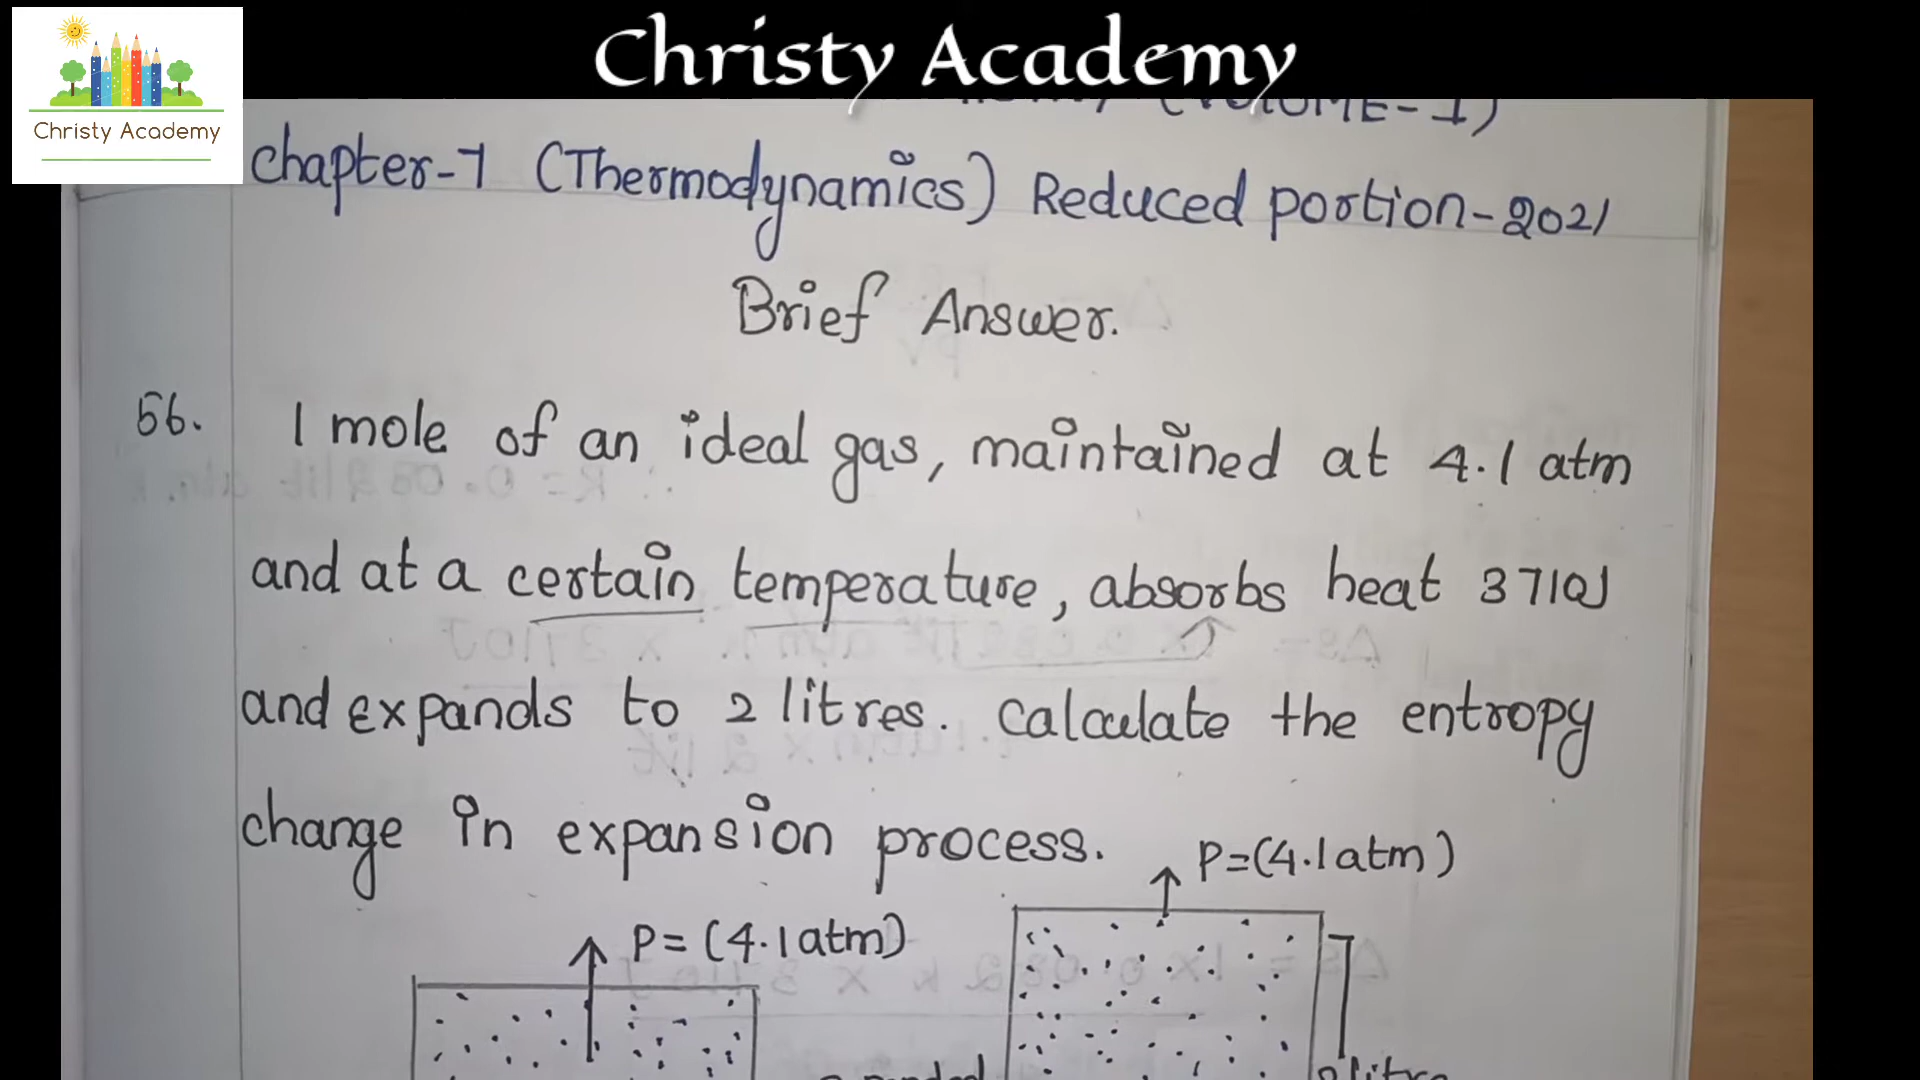 Christy Academy
Christy Academy
(VOLUME-1)
Chapter-7 (Thermodynamics) Reduced portion-2021
Brief Answer.
56. 1 mole of an ideal gas, maintained at 4.1 atm
and at a certain temperature, absorbs heat 3710J
and expands to 2 litres. Calculate the entropy
change in expansion process.
P=(4.1atm)
P=(4.1atm)